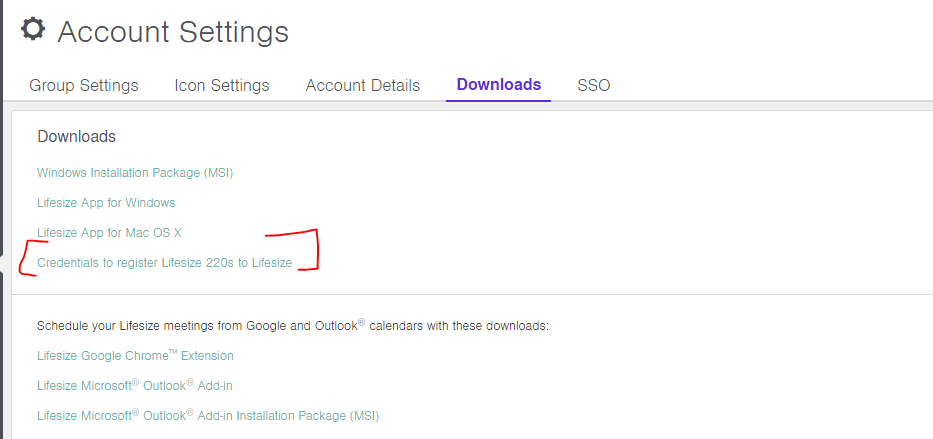 Account Settings
Group Settings Icon Settings Account Details Downloads SSO
Downloads
Windows Installation Package (MSI)
Lifesize App for Windows
Lifesize App for Mac OS X
Credentials to register Lifesize 220s to Lifesize
Schedule your Lifesize meetings from Google and Outlook® calendars with these downloads:
Lifesize Google Chrome™ Extension
Lifesize Microsoft® Outlook® Add-in
Lifesize Microsoft® Outlook® Add-in Installation Package (MSI)